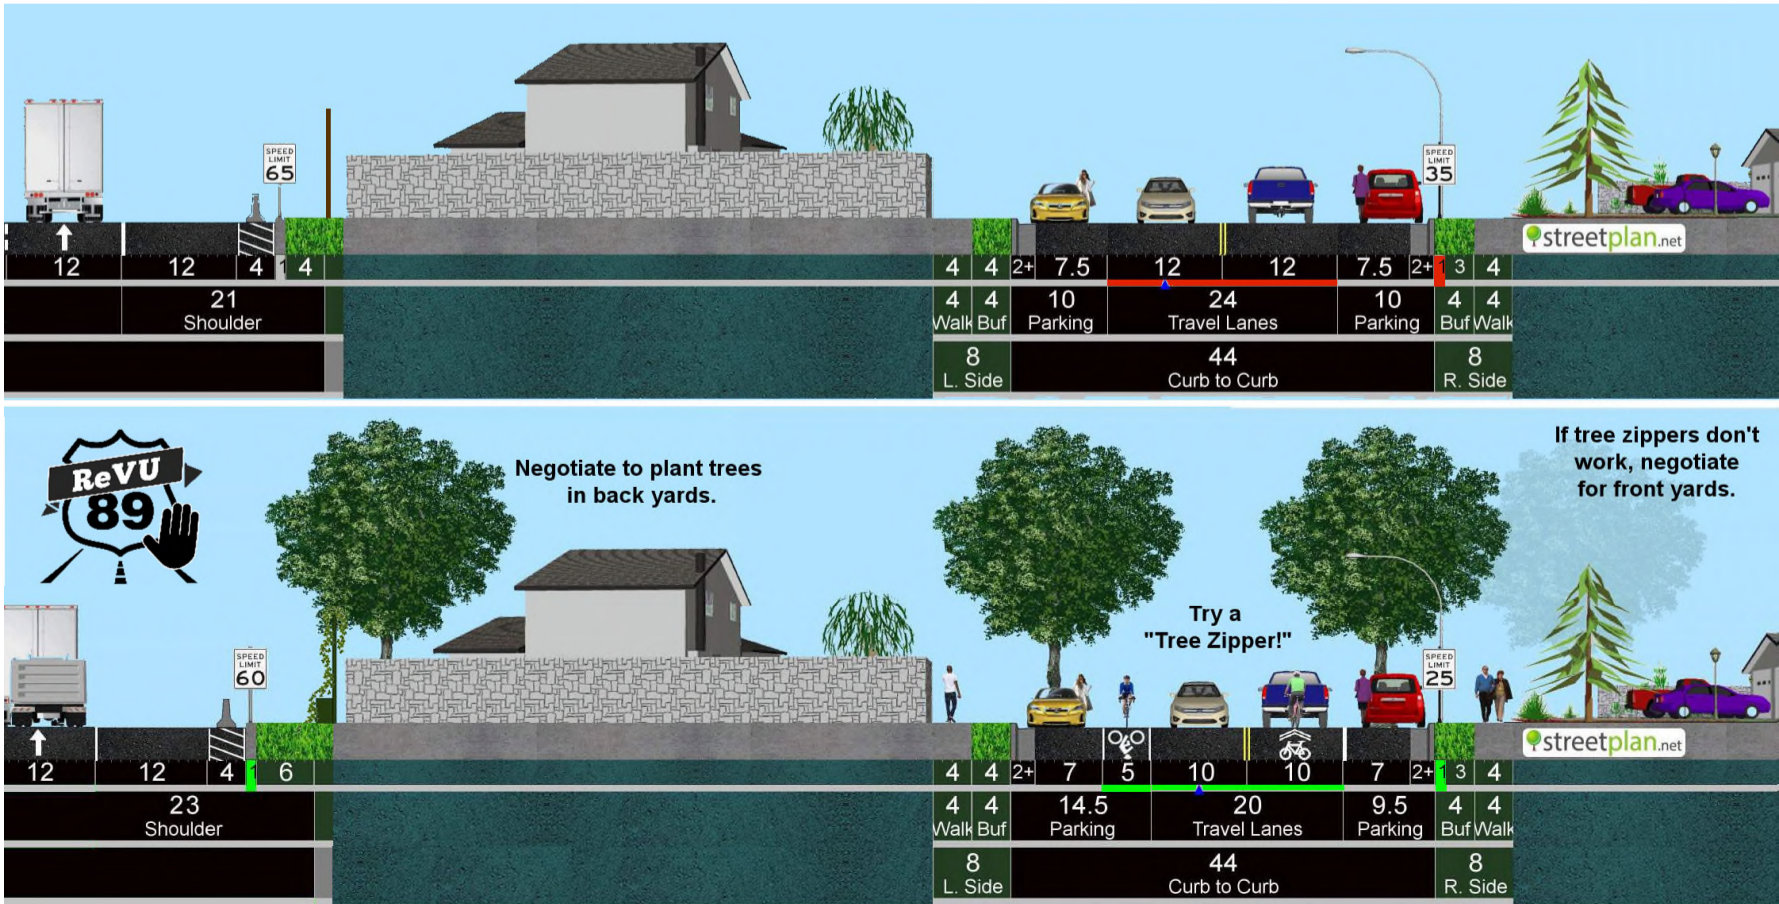 SPEED
LIMIT
65
SPEED
LIMIT
35
streetplan.net
12 12 4 1 4 4 4 2+ 7.5 12 12 7.5 2+ 1 3 4
21 4 4 10 24 10 4 4
Shoulder Walk Buf Parking Travel Lanes Parking Buf Walk
8 44 8
L. Side Curb to Curb R. Side
ReVU
89
Negotiate to plant trees
in back yards.
If tree zippers don't
work, negotiate
for front yards.
Try a
"Tree Zipper!"
SPEED
LIMIT
60
SPEED
LIMIT
25
streetplan.net
12 12 4 1 6 4 4 2+ 7 5 10 10 7 2+ 1 3 4
23 4 4 14.5 20 9.5 4 4
Shoulder Walk Buf Parking Travel Lanes Parking Buf Walk
8 44 8
L. Side Curb to Curb R. Side